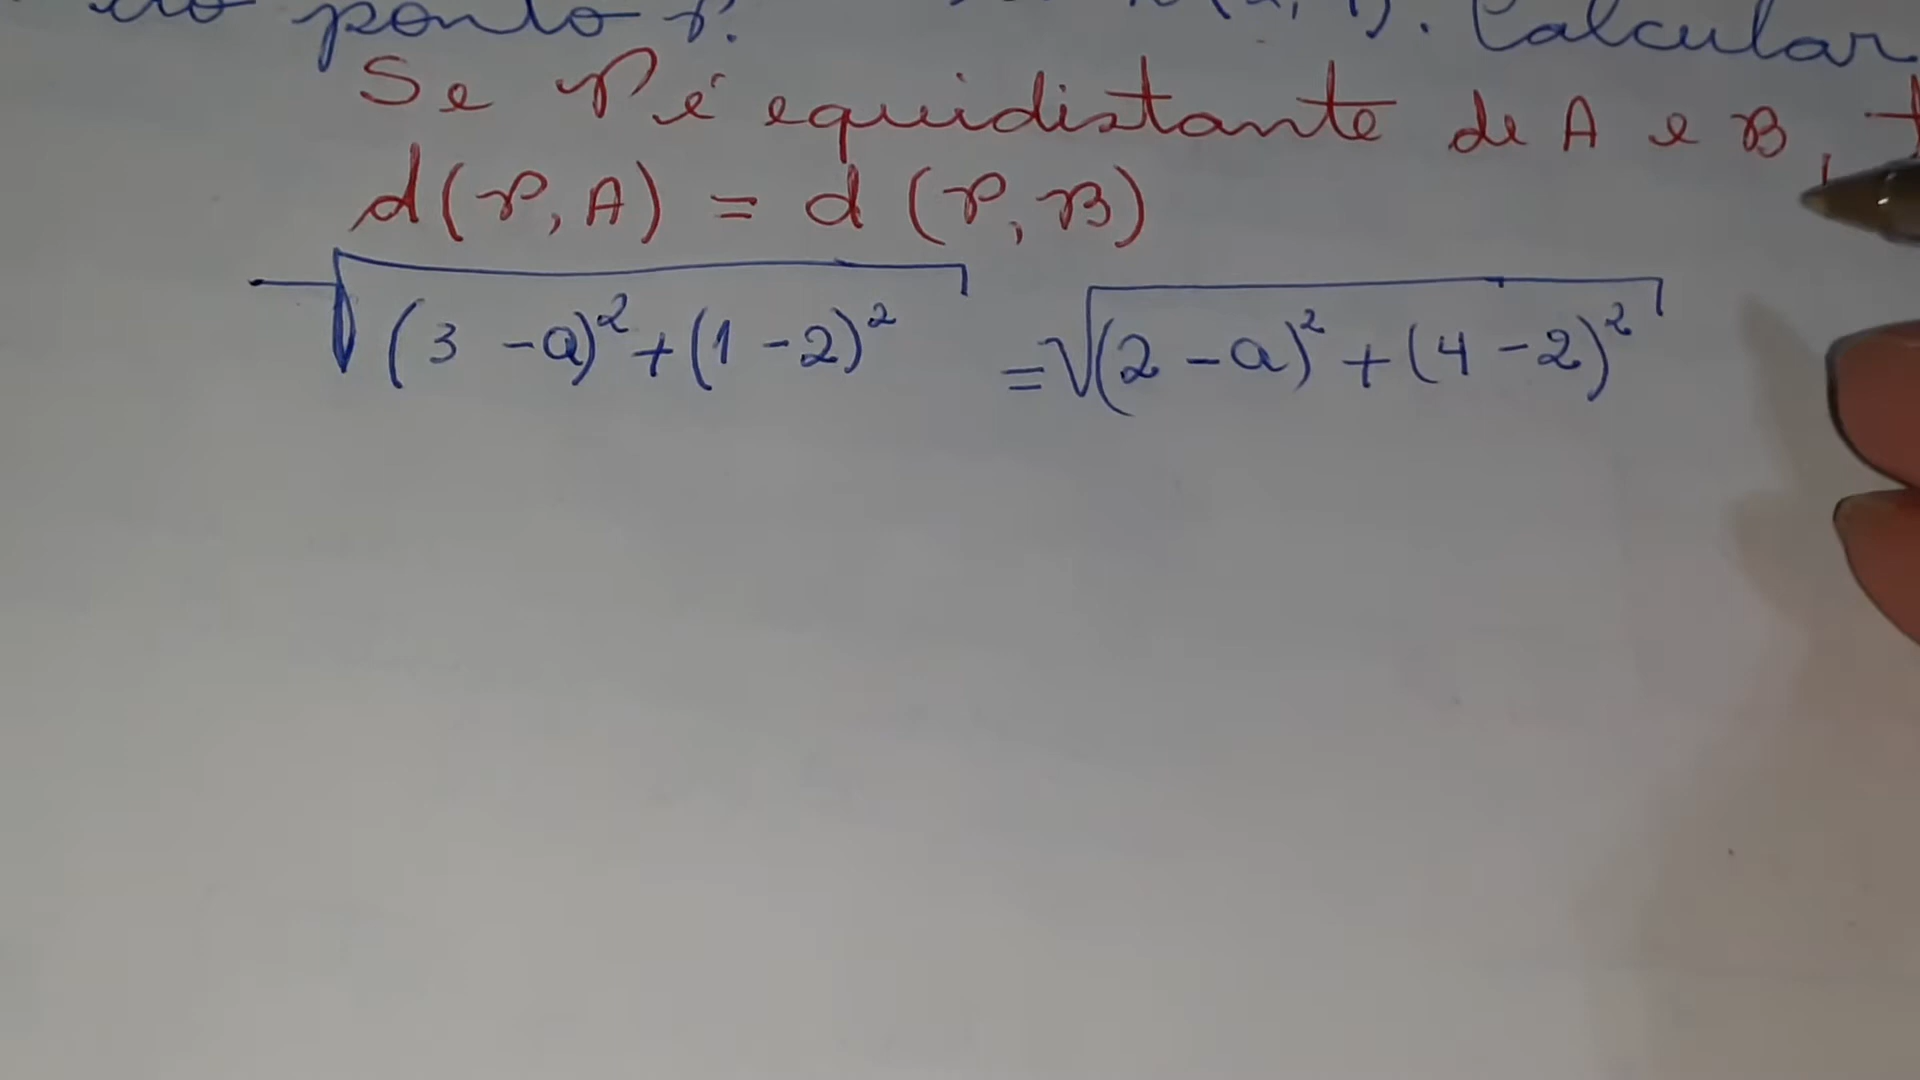 ponto P. Calcular
Se P é equidistante de A e B,
d(P, A) = d (P, B)
√(3 - a)² + (1 - 2)² = √(2 - a)² + (4 - 2)²